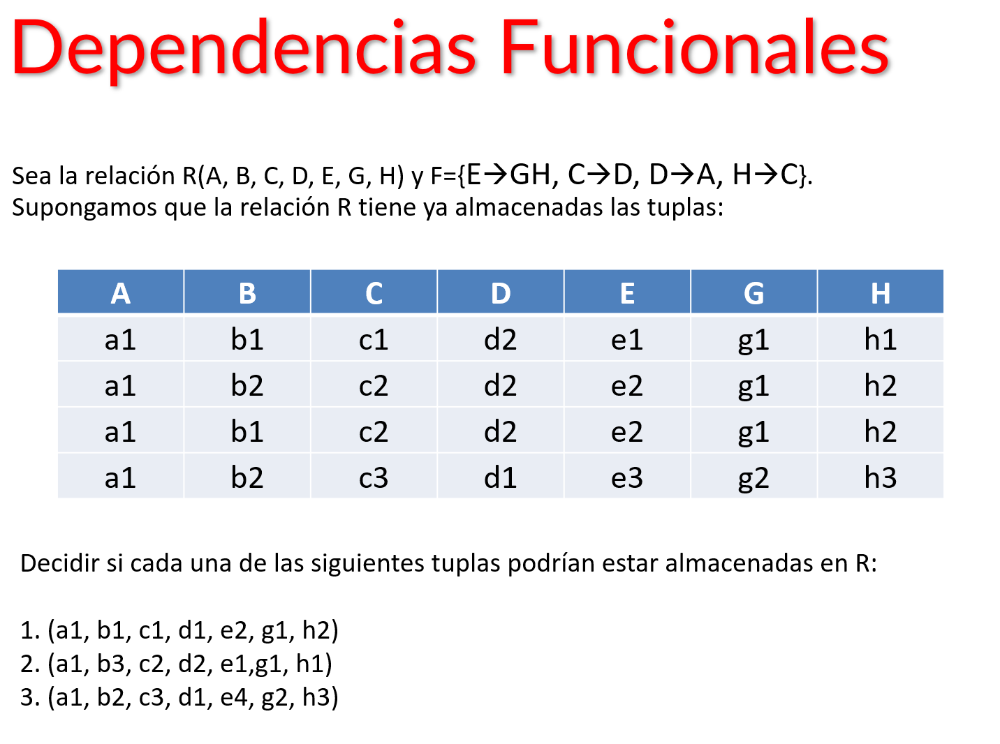 Dependencias Funcionales
Sea la relación R(A, B, C, D, E, G, H) y F={E→GH, C→D, D→A, H→C}.
Supongamos que la relación R tiene ya almacenadas las tuplas:
A B C D E G H
a1 b1 c1 d2 e1 g1 h1
a1 b2 c2 d2 e2 g1 h2
a1 b1 c2 d2 e2 g1 h2
a1 b2 c3 d1 e3 g2 h3
Decidir si cada una de las siguientes tuplas podrían estar almacenadas en R:
1. (a1, b1, c1, d1, e2, g1, h2)
2. (a1, b3, c2, d2, e1,g1, h1)
3. (a1, b2, c3, d1, e4, g2, h3)